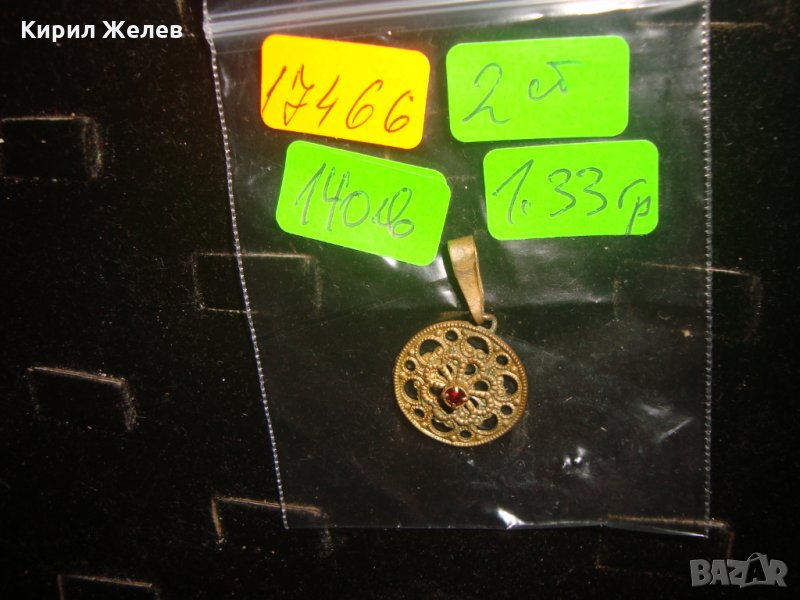 Кирил Желев
17466
2 ст
140лв
1.33гр
BAZAR